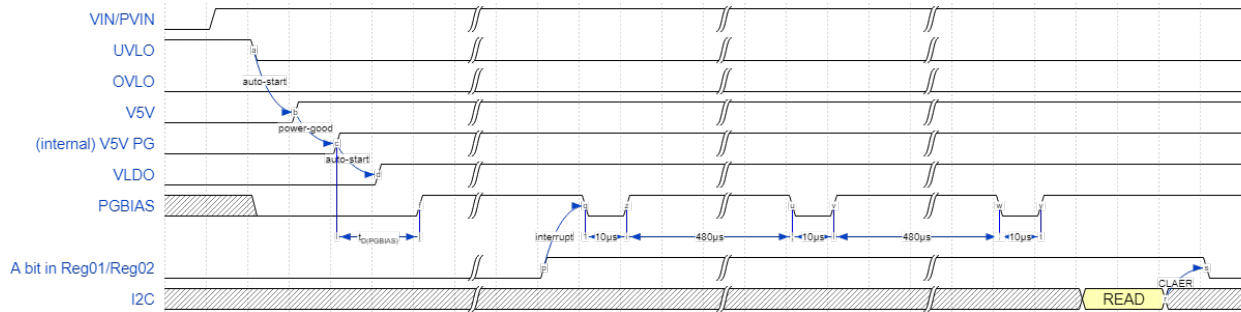 VIN/PVIN
UVLO
a
OVLO
auto-start
V5V
b
power-good
(internal) V5V PG
c
auto-start
VLDO
d
PGBIAS
f
q
z
u
v
w
y
tD(PGBIAS)
interrupt
10µs
480µs
10µs
480µs
10µs
A bit in Reg01/Reg02
p
s
CLAER
I2C
READ